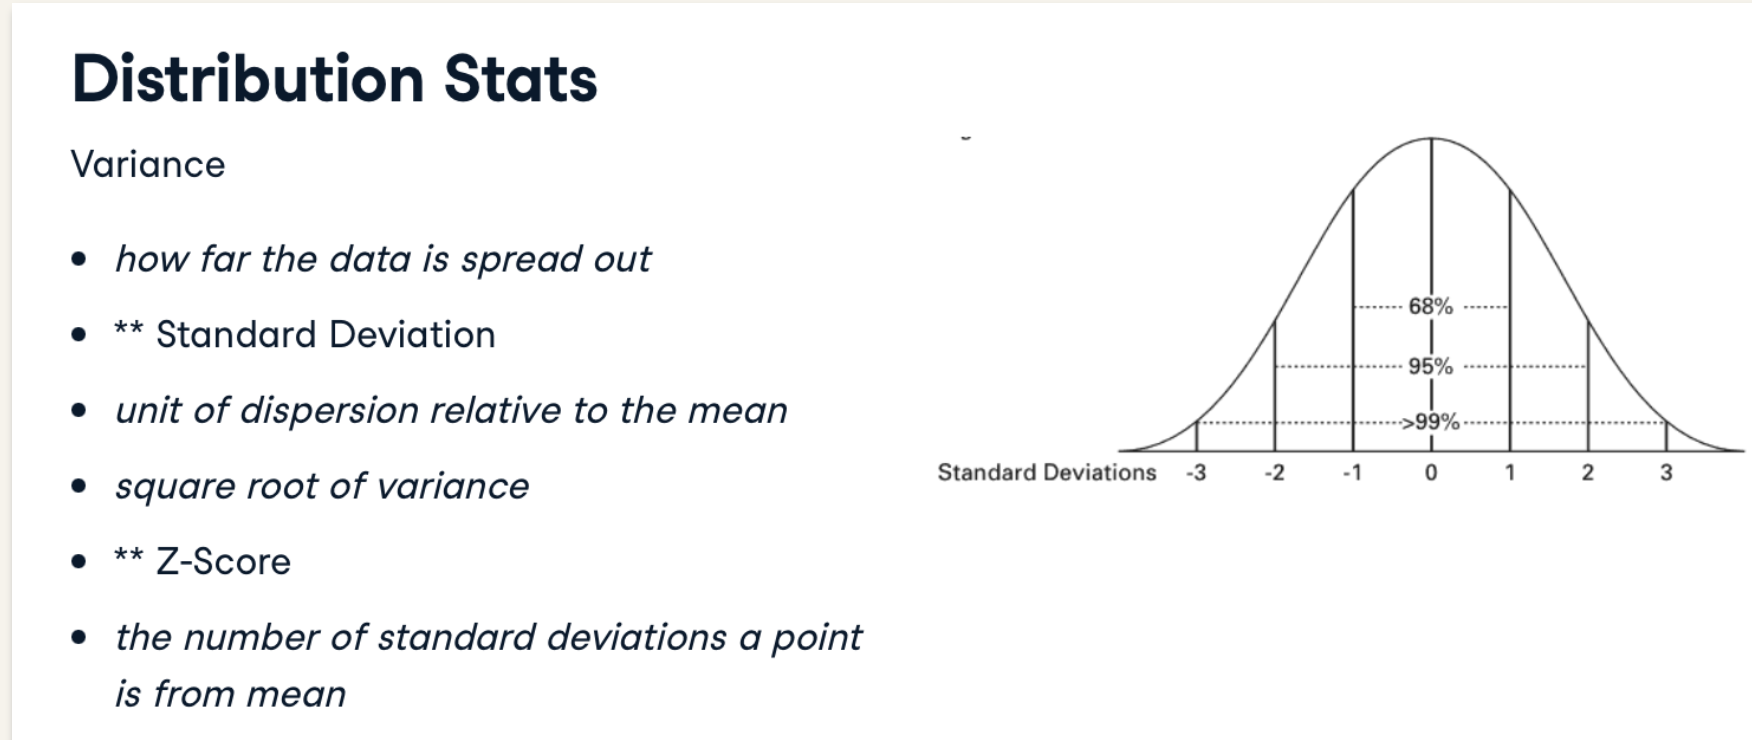 Distribution Stats
Variance
• how far the data is spread out
• ** Standard Deviation
• unit of dispersion relative to the mean
• square root of variance
• ** Z-Score
• the number of standard deviations a point
is from mean
68%
95%
>99%
Standard Deviations -3 -2 -1 0 1 2 3